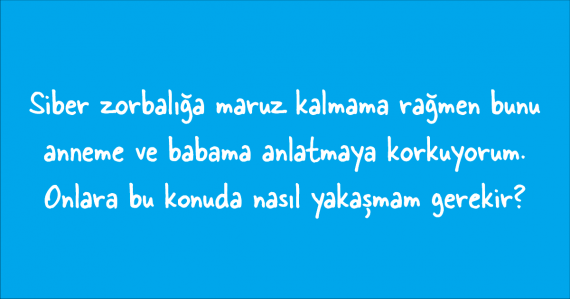 Siber zorbalığa maruz kalmama rağmen bunu
anneme ve babama anlatmaya korkuyorum.
Onlara bu konuda nasıl yakaşmam gerekir?